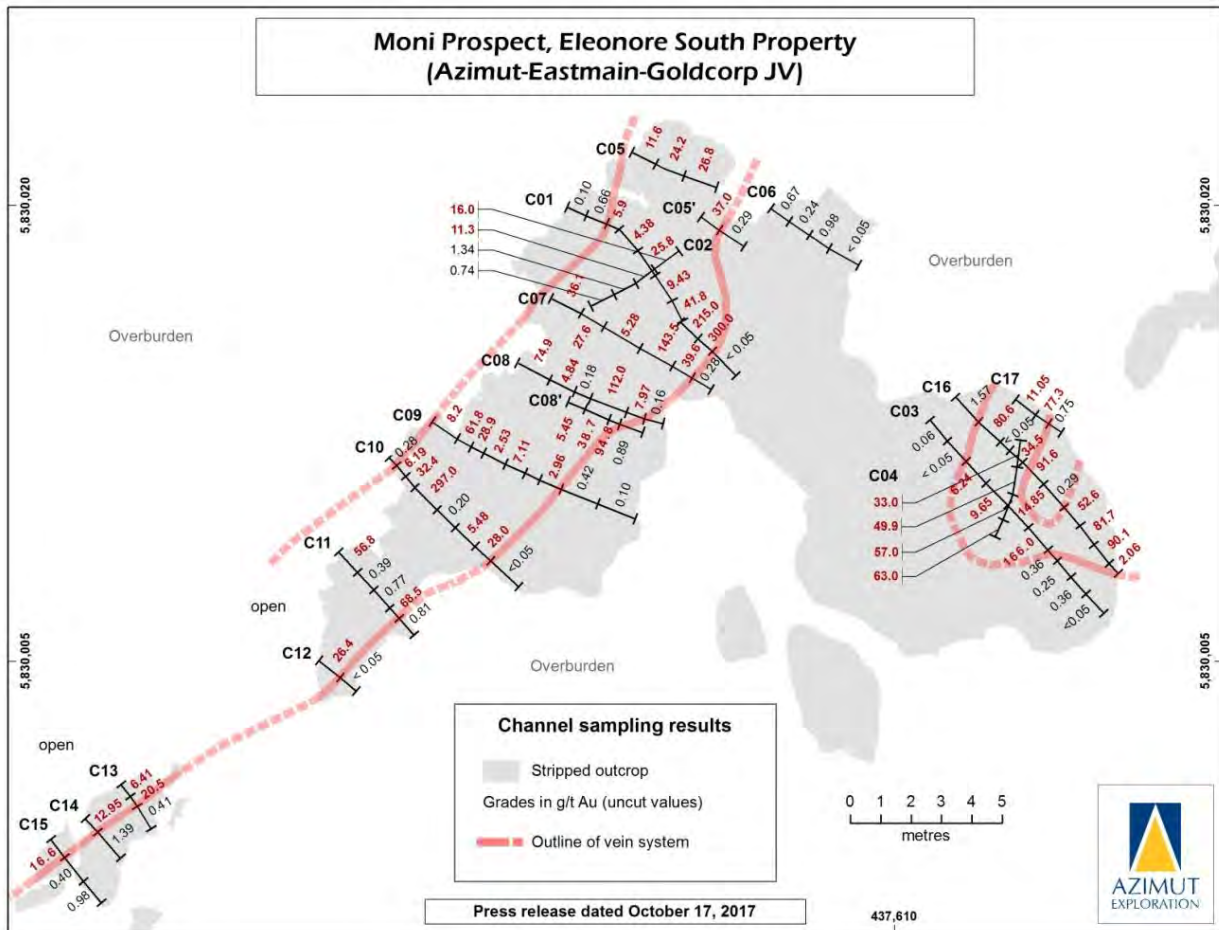 Moni Prospect, Eleonore South Property
(Azimut-Eastmain-Goldcorp JV)
5,830,020
5,830,020
C05
11.6
24.2
26.8
C01
0.10
0.66
5.9
4.38
C05'
37.0
0.29
C06
0.67
0.24
0.98
< 0.05
16.0
11.3
1.34
0.74
25.8
C02
9.43
41.8
215.0
300.0
< 0.05
Overburden
Overburden
C07
36.1
5.28
143.5
39.6
0.28
C08
74.9
27.6
4.84
0.18
112.0
7.97
0.16
C08'
5.45
38.7
94.8
0.89
C09
8.2
61.8
28.9
2.53
7.11
2.96
0.42
0.10
C10
0.28
6.19
32.4
297.0
0.20
5.48
28.0
<0.05
C11
56.8
0.39
0.77
68.5
0.81
open
C12
26.4
< 0.05
C16
1.57
80.6
< 0.05
34.5
91.6
0.29
52.6
81.7
90.1
2.06
C17
11.05
77.3
0.75
C03
0.06
< 0.05
6.24
9.65
14.85
166.0
0.36
0.25
0.36
<0.05
C04
33.0
49.9
57.0
63.0
5,830,005
5,830,005
Overburden
open
C13
6.41
20.5
0.41
C14
12.95
1.39
C15
16.6
0.40
0.98
Channel sampling results
Stripped outcrop
Grades in g/t Au (uncut values)
Outline of vein system
0 1 2 3 4 5
metres
Press release dated October 17, 2017
437,610
AZIMUT
EXPLORATION